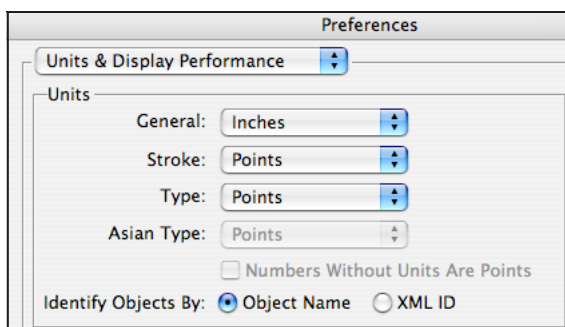 Preferences
Units & Display Performance
Units
General: Inches
Stroke: Points
Type: Points
Asian Type: Points
Numbers Without Units Are Points
Identify Objects By: Object Name XML ID